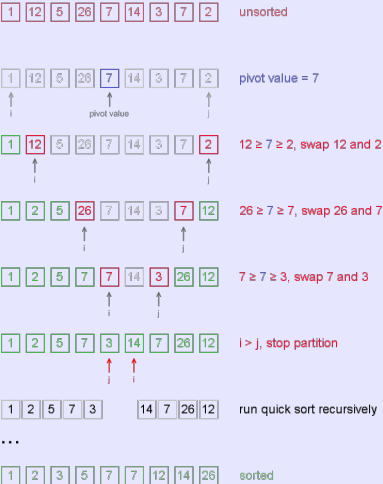 1 12 5 26 7 14 3 7 2 unsorted
1 12 5 26 7 14 3 7 2 pivot value = 7
i pivot value j
1 12 5 26 7 14 3 7 2 12 ≥ 7 ≥ 2, swap 12 and 2
i j
1 2 5 26 7 14 3 7 12 26 ≥ 7 ≥ 7, swap 26 and 7
i j
1 2 5 7 7 14 3 26 12 7 ≥ 7 ≥ 3, swap 7 and 3
i j
1 2 5 7 3 14 7 26 12 i > j, stop partition
j i
1 2 5 7 3 14 7 26 12 run quick sort recursively
...
1 2 3 5 7 7 12 14 26 sorted